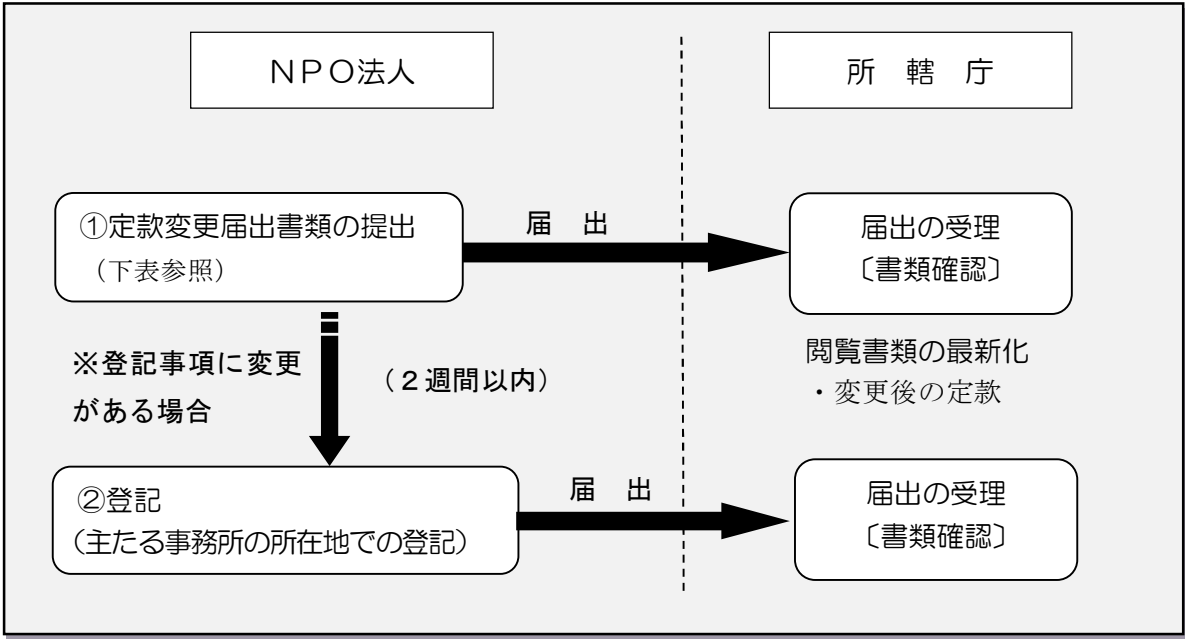 ＮＰＯ法人
所　轄　庁
①定款変更届出書類の提出
（下表参照）
届　出
届出の受理
〔書類確認〕
※登記事項に変更
がある場合
（２週間以内）
閲覧書類の最新化
・変更後の定款
②登記
（主たる事務所の所在地での登記）
届　出
届出の受理
〔書類確認〕